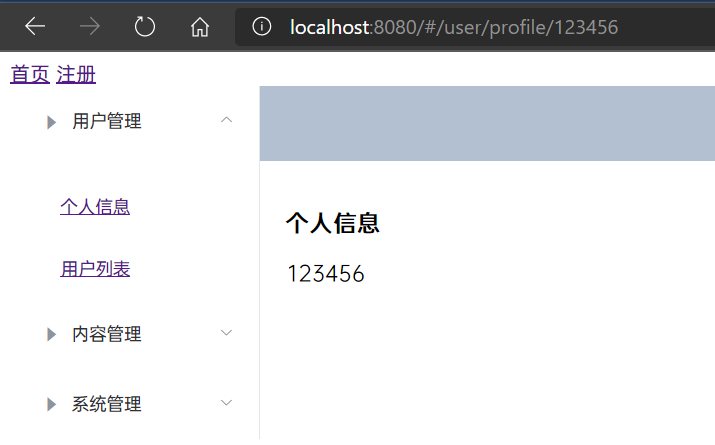 localhost:8080/#/user/profile/123456
首页 注册
用户管理
个人信息
用户列表
内容管理
系统管理
个人信息
123456